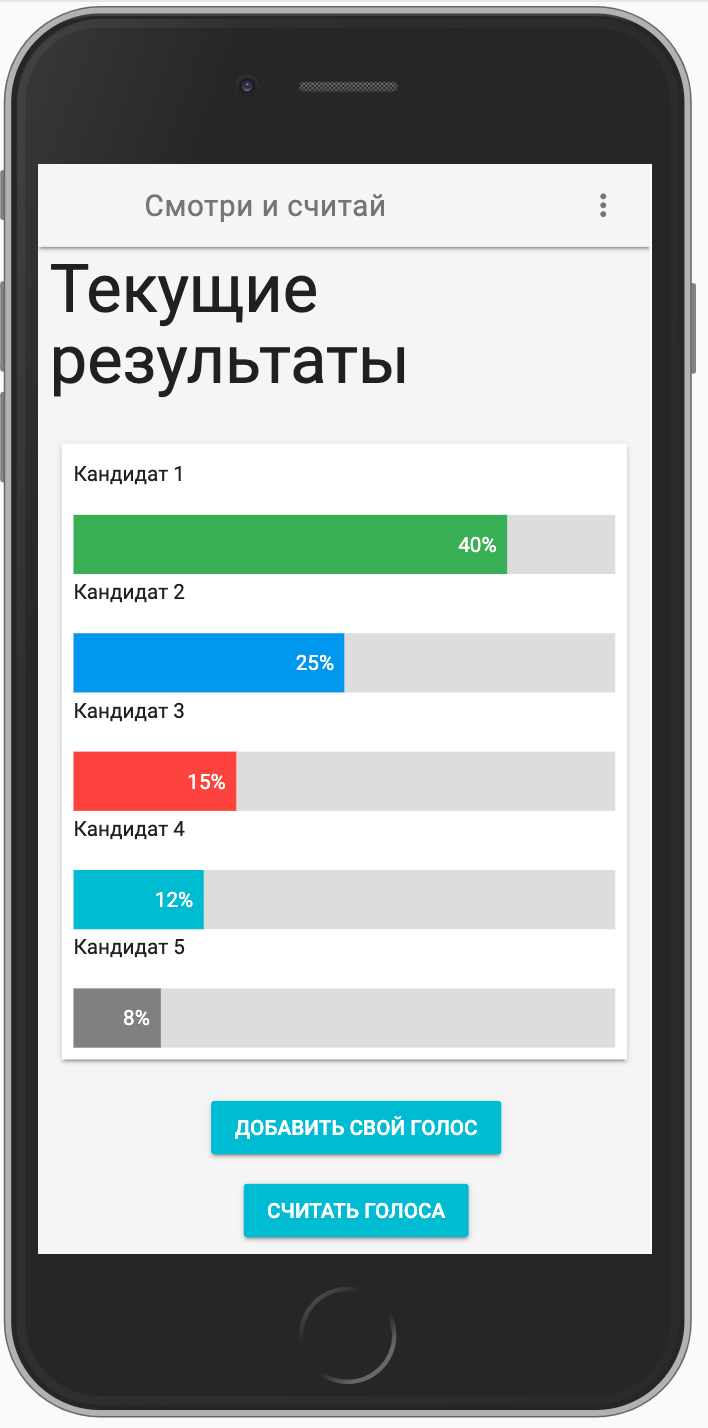 Смотри и считай
Текущие
результаты
Кандидат 1
40%
Кандидат 2
25%
Кандидат 3
15%
Кандидат 4
12%
Кандидат 5
8%
ДОБАВИТЬ СВОЙ ГОЛОС
СЧИТАТЬ ГОЛОСА